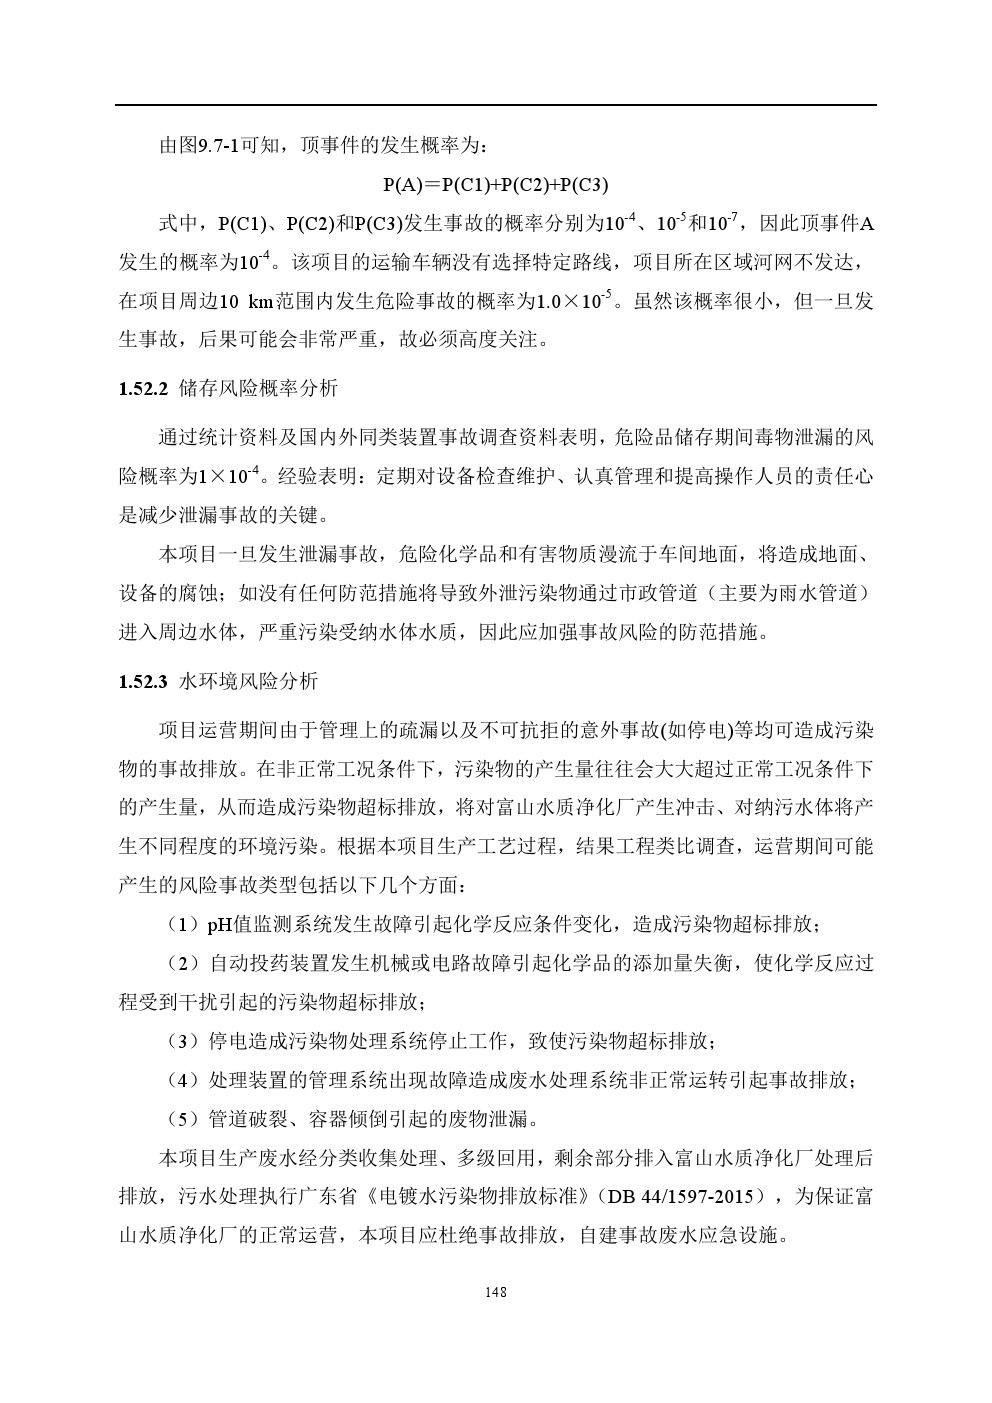 由图9.7-1可知，顶事件的发生概率为：
P(A)＝P(C1)+P(C2)+P(C3)
式中，P(C1)、P(C2)和P(C3)发生事故的概率分别为10⁻⁴、10⁻⁵和10⁻⁷，因此顶事件A
发生的概率为10⁻⁴。该项目的运输车辆没有选择特定路线，项目所在区域河网不发达，
在项目周边10 km范围内发生危险事故的概率为1.0×10⁻⁵。虽然该概率很小，但一旦发
生事故，后果可能会非常严重，故必须高度关注。
1.52.2 储存风险概率分析
通过统计资料及国内外同类装置事故调查资料表明，危险品储存期间毒物泄漏的风
险概率为1×10⁻⁴。经验表明：定期对设备检查维护、认真管理和提高操作人员的责任心
是减少泄漏事故的关键。
本项目一旦发生泄漏事故，危险化学品和有害物质漫流于车间地面，将造成地面、
设备的腐蚀；如没有任何防范措施将导致外泄污染物通过市政管道（主要为雨水管道）
进入周边水体，严重污染受纳水体水质，因此应加强事故风险的防范措施。
1.52.3 水环境风险分析
项目运营期间由于管理上的疏漏以及不可抗拒的意外事故(如停电)等均可造成污染
物的事故排放。在非正常工况条件下，污染物的产生量往往会大大超过正常工况条件下
的产生量，从而造成污染物超标排放，将对富山水质净化厂产生冲击、对纳污水体将产
生不同程度的环境污染。根据本项目生产工艺过程，结果工程类比调查，运营期间可能
产生的风险事故类型包括以下几个方面：
（1）pH值监测系统发生故障引起化学反应条件变化，造成污染物超标排放；
（2）自动投药装置发生机械或电路故障引起化学品的添加量失衡，使化学反应过
程受到干扰引起的污染物超标排放；
（3）停电造成污染物处理系统停止工作，致使污染物超标排放；
（4）处理装置的管理系统出现故障造成废水处理系统非正常运转引起事故排放；
（5）管道破裂、容器倾倒引起的废物泄漏。
本项目生产废水经分类收集处理、多级回用，剩余部分排入富山水质净化厂处理后
排放，污水处理执行广东省《电镀水污染物排放标准》（DB 44/1597-2015），为保证富
山水质净化厂的正常运营，本项目应杜绝事故排放，自建事故废水应急设施。
148